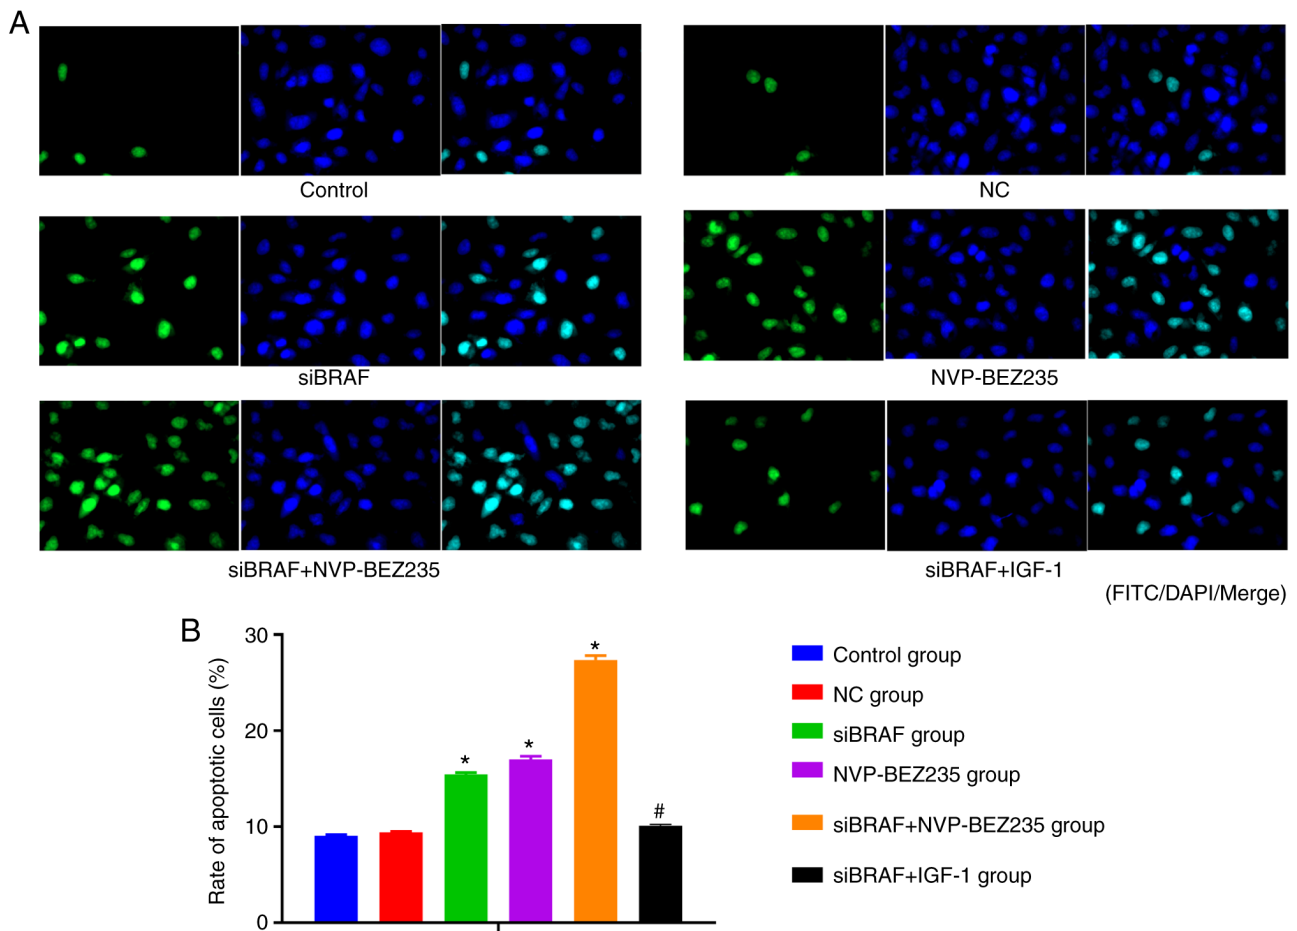 A
Control
NC
siBRAF
NVP-BEZ235
siBRAF+NVP-BEZ235
siBRAF+IGF-1
(FITC/DAPI/Merge)
B
Rate of apoptotic cells (%)
30
20
10
0
*
*
*
#
Control group
NC group
siBRAF group
NVP-BEZ235 group
siBRAF+NVP-BEZ235 group
siBRAF+IGF-1 group